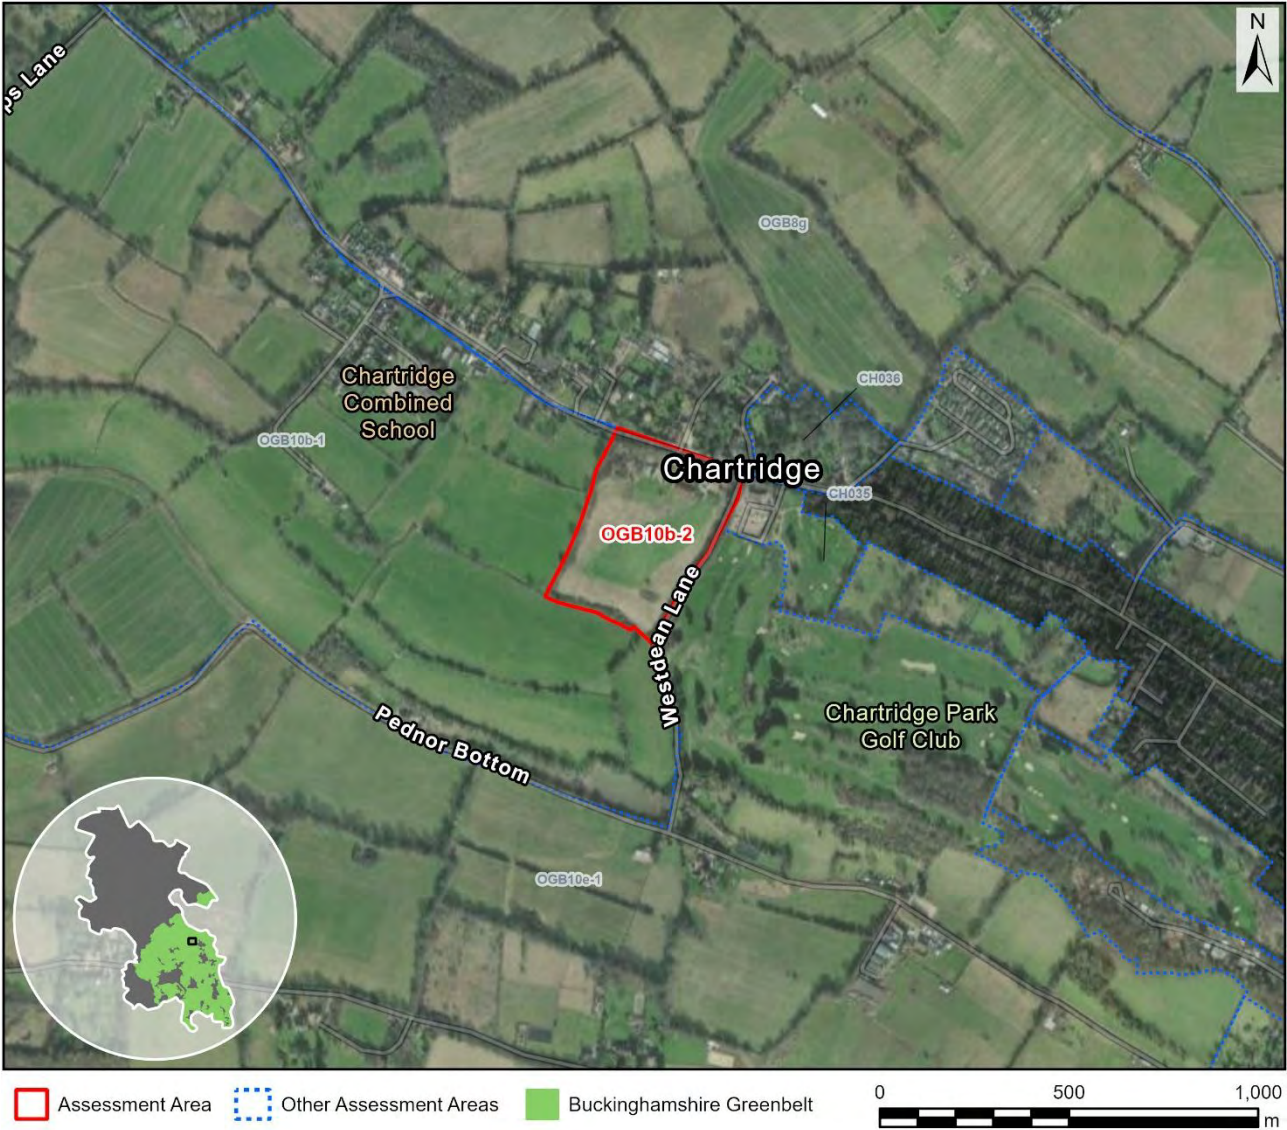 N
ps Lane
OGB8g
CH036
Chartridge
Combined
School
OGB10b-1
Chartridge
CH035
OGB10b-2
Westdean Lane
Chartridge Park
Golf Club
Pednor Bottom
OGB10e-1
Assessment Area
Other Assessment Areas
Buckinghamshire Greenbelt
0 500 1,000
m